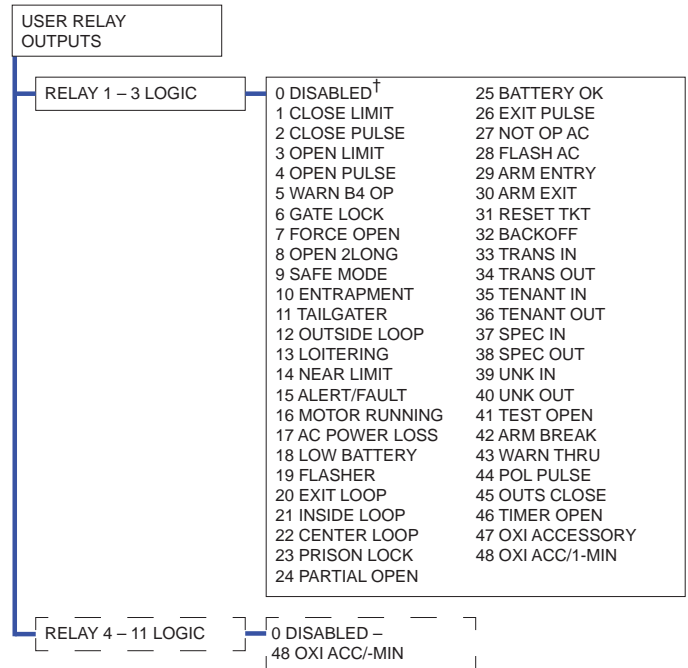 USER RELAY
OUTPUTS
RELAY 1 – 3 LOGIC
0 DISABLED†
1 CLOSE LIMIT
2 CLOSE PULSE
3 OPEN LIMIT
4 OPEN PULSE
5 WARN B4 OP
6 GATE LOCK
7 FORCE OPEN
8 OPEN 2LONG
9 SAFE MODE
10 ENTRAPMENT
11 TAILGATER
12 OUTSIDE LOOP
13 LOITERING
14 NEAR LIMIT
15 ALERT/FAULT
16 MOTOR RUNNING
17 AC POWER LOSS
18 LOW BATTERY
19 FLASHER
20 EXIT LOOP
21 INSIDE LOOP
22 CENTER LOOP
23 PRISON LOCK
24 PARTIAL OPEN
25 BATTERY OK
26 EXIT PULSE
27 NOT OP AC
28 FLASH AC
29 ARM ENTRY
30 ARM EXIT
31 RESET TKT
32 BACKOFF
33 TRANS IN
34 TRANS OUT
35 TENANT IN
36 TENANT OUT
37 SPEC IN
38 SPEC OUT
39 UNK IN
40 UNK OUT
41 TEST OPEN
42 ARM BREAK
43 WARN THRU
44 POL PULSE
45 OUTS CLOSE
46 TIMER OPEN
47 OXI ACCESSORY
48 OXI ACC/1-MIN
RELAY 4 – 11 LOGIC
0 DISABLED –
48 OXI ACC/-MIN